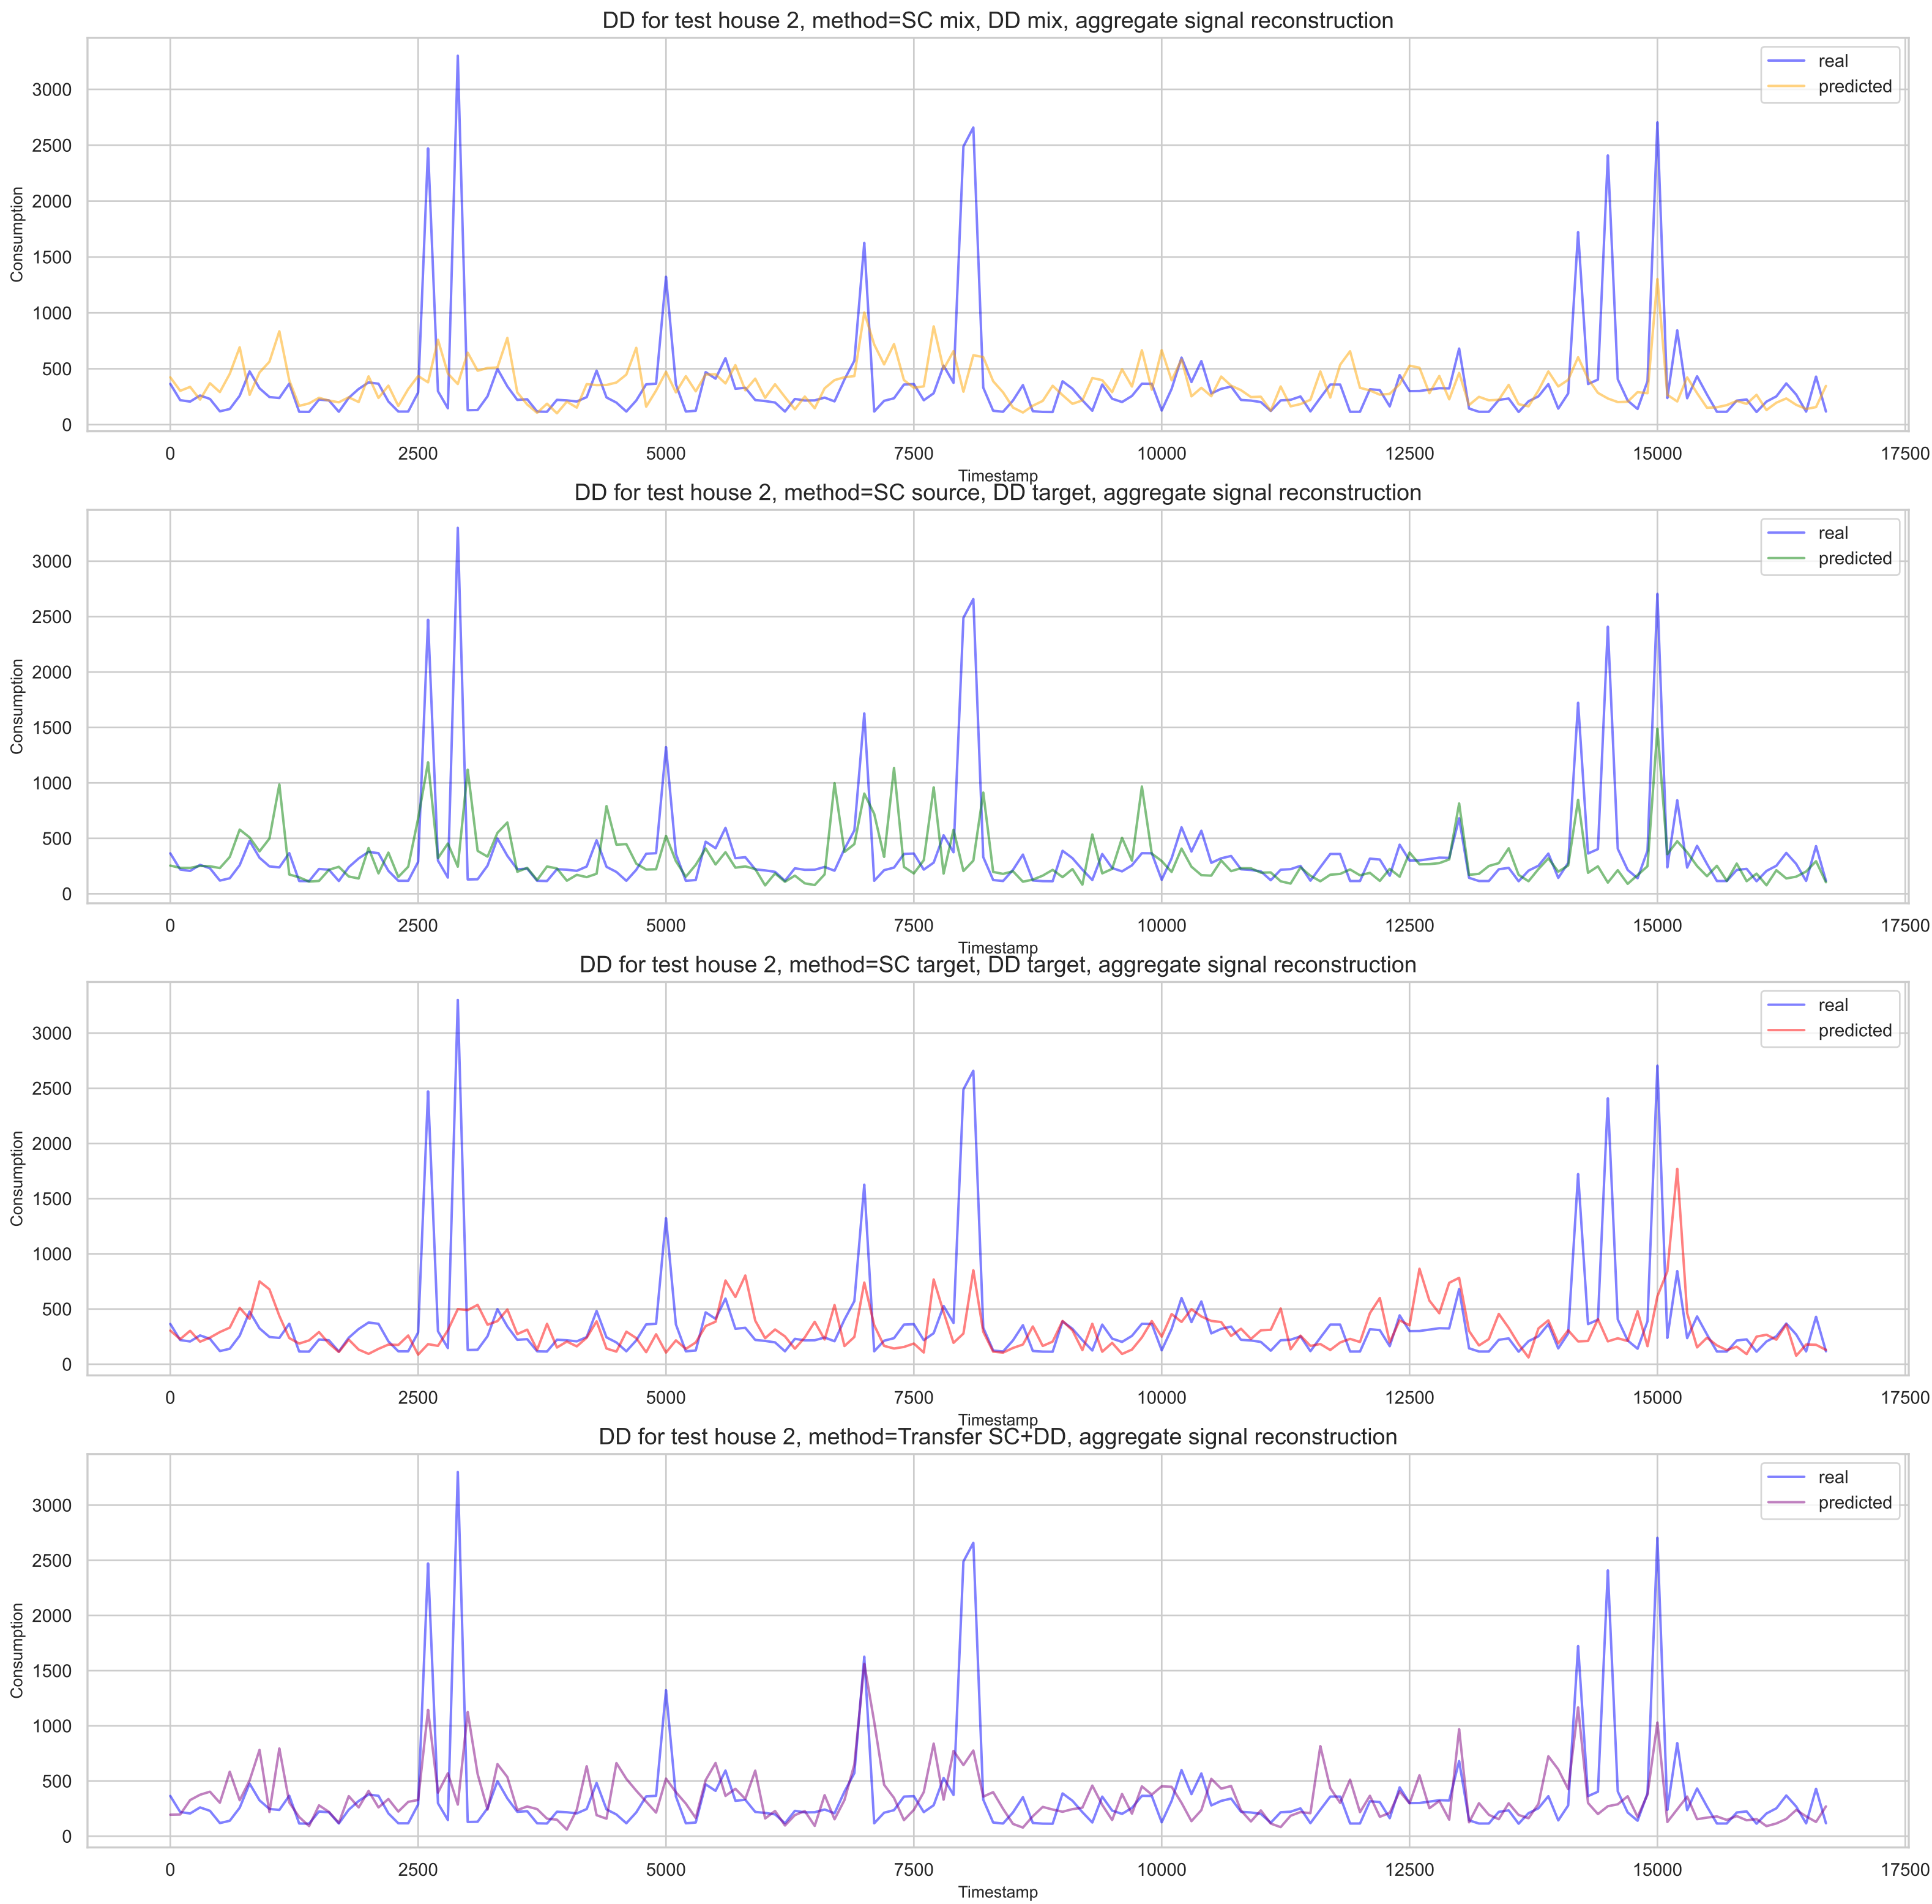 DD for test house 2, method=SC mix, DD mix, aggregate signal reconstruction
real
predicted
3000
2500
2000
1500
1000
500
0
Consumption
0 2500 5000 7500 10000 12500 15000 17500
Timestamp
DD for test house 2, method=SC source, DD target, aggregate signal reconstruction
real
predicted
3000
2500
2000
1500
1000
500
0
Consumption
0 2500 5000 7500 10000 12500 15000 17500
Timestamp
DD for test house 2, method=SC target, DD target, aggregate signal reconstruction
real
predicted
3000
2500
2000
1500
1000
500
0
Consumption
0 2500 5000 7500 10000 12500 15000 17500
Timestamp
DD for test house 2, method=Transfer SC+DD, aggregate signal reconstruction
real
predicted
3000
2500
2000
1500
1000
500
0
Consumption
0 2500 5000 7500 10000 12500 15000 17500
Timestamp